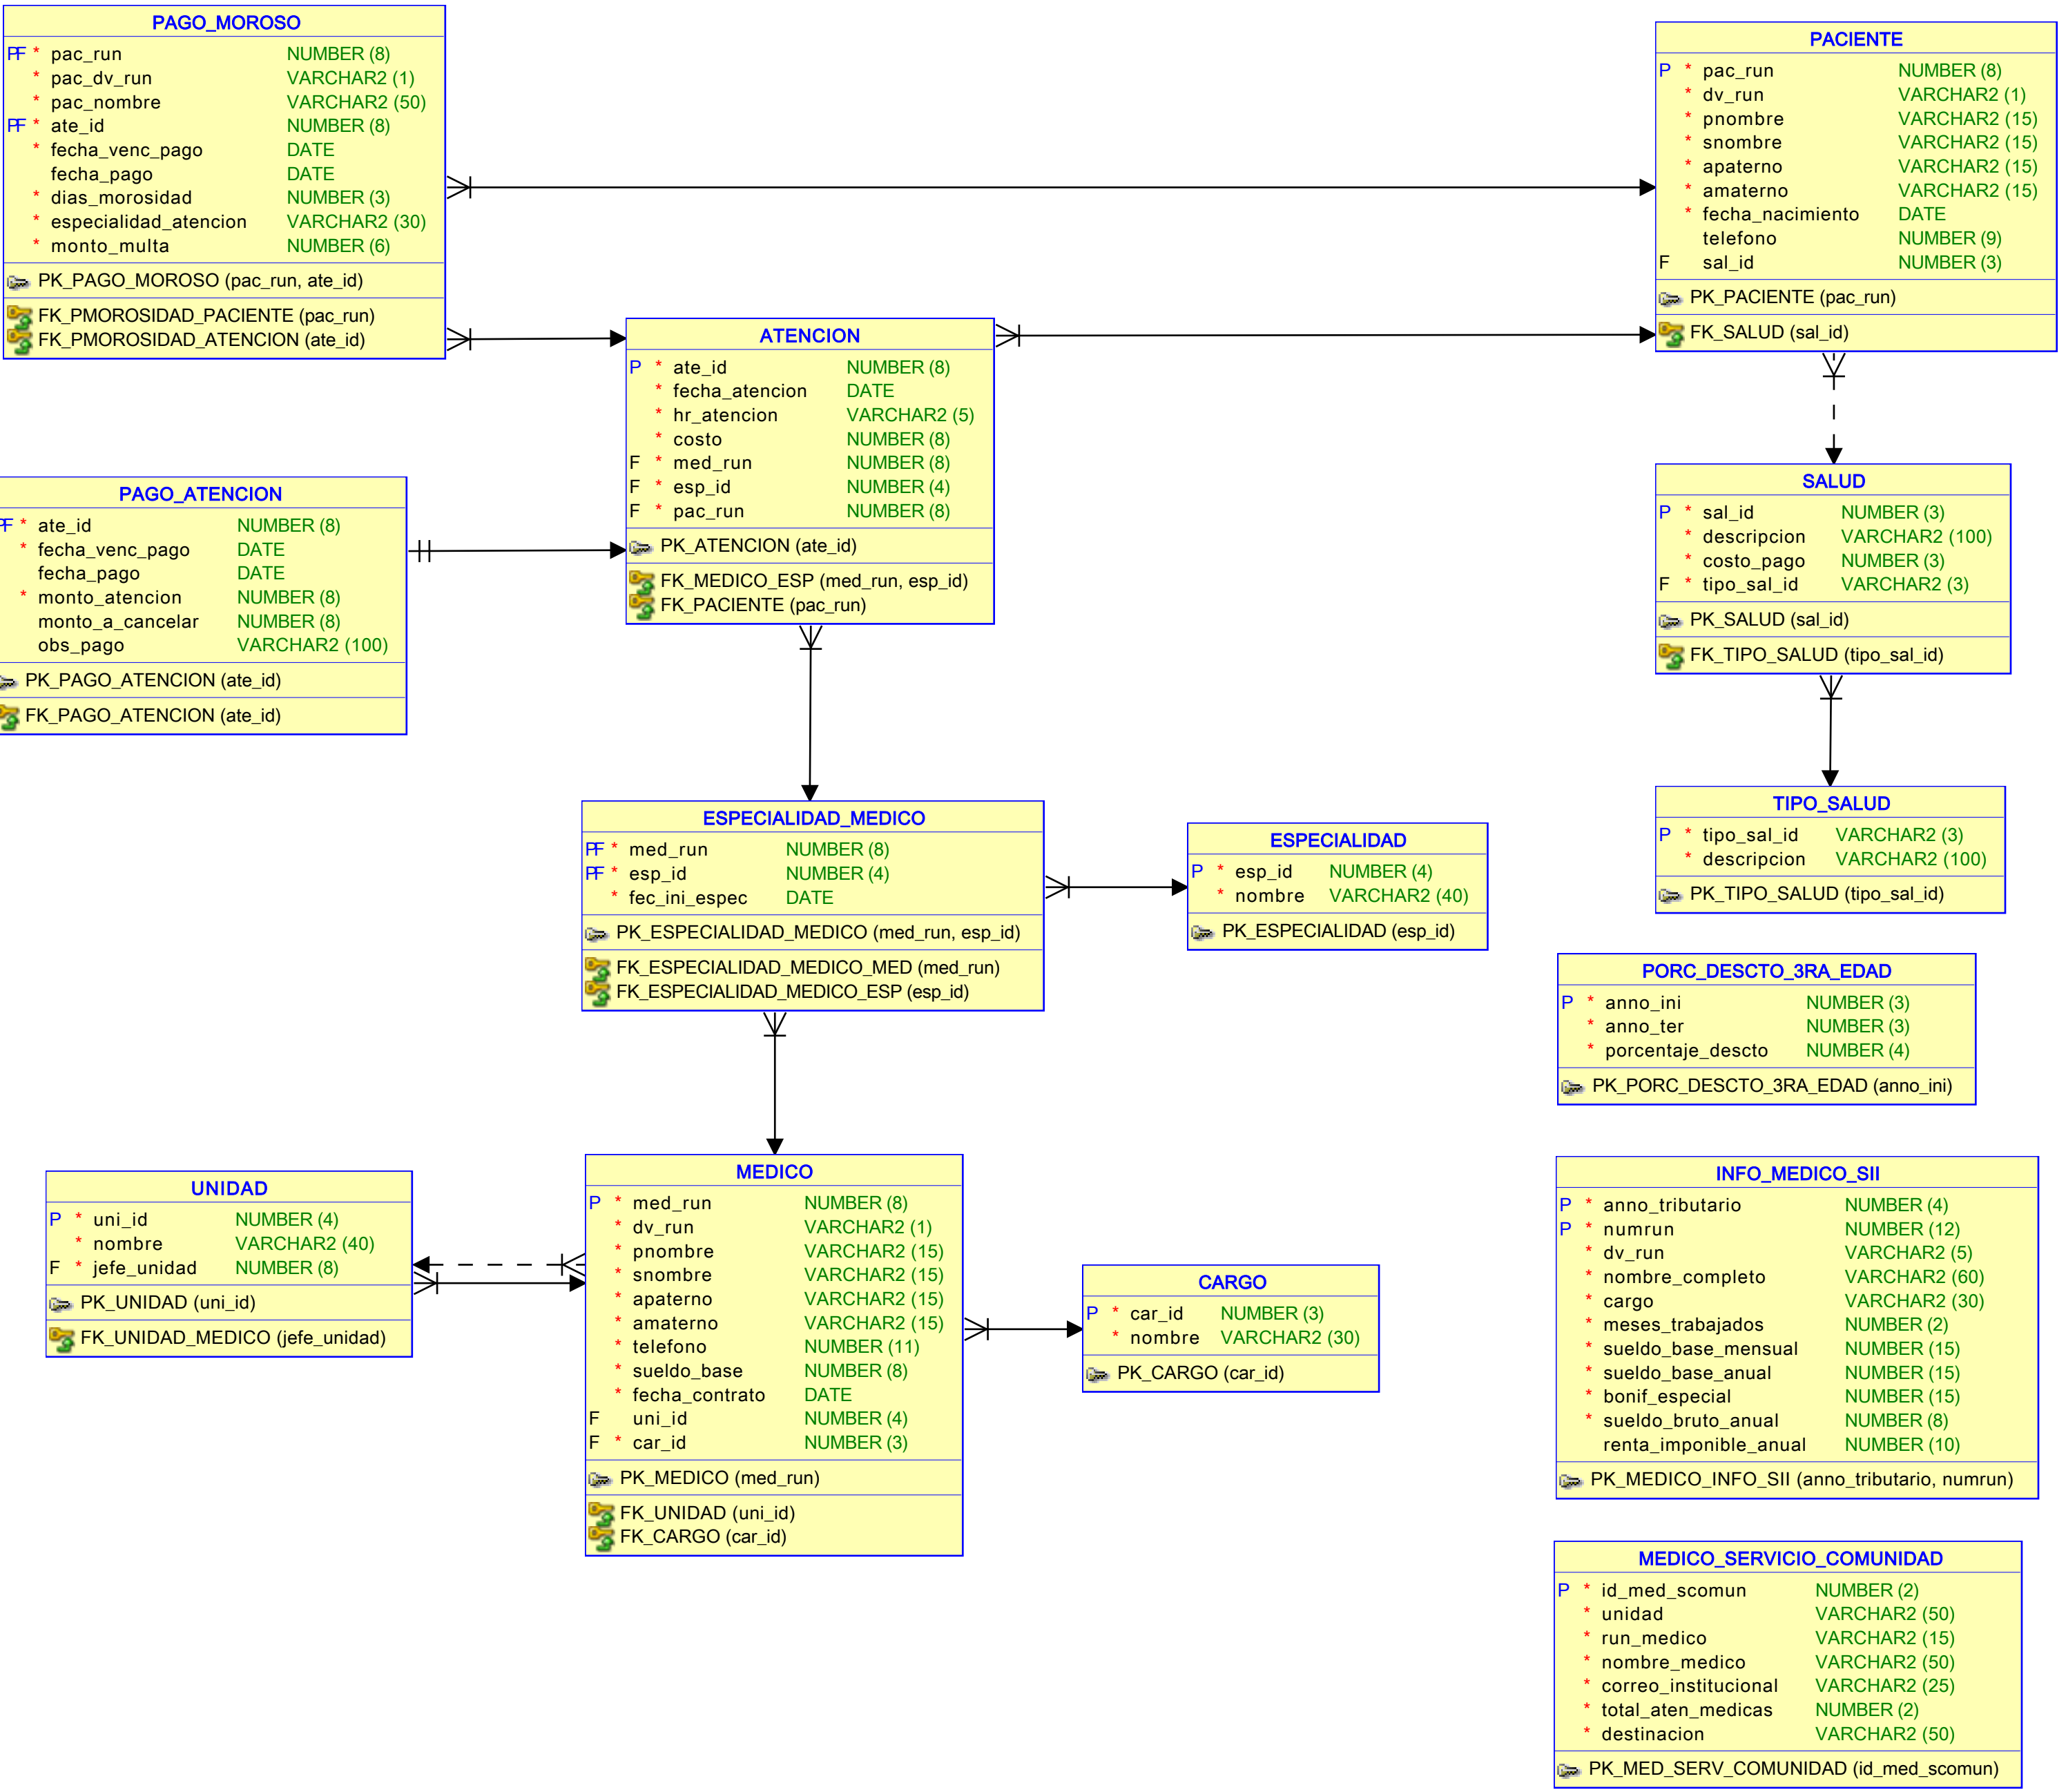 PAGO_MOROSO
PF * pac_run NUMBER (8)
* pac_dv_run VARCHAR2 (1)
* pac_nombre VARCHAR2 (50)
PF * ate_id NUMBER (8)
* fecha_venc_pago DATE
fecha_pago DATE
* dias_morosidad NUMBER (3)
* especialidad_atencion VARCHAR2 (30)
* monto_multa NUMBER (6)
PK_PAGO_MOROSO (pac_run, ate_id)
FK_PMOROSIDAD_PACIENTE (pac_run)
FK_PMOROSIDAD_ATENCION (ate_id)
PACIENTE
P * pac_run NUMBER (8)
* dv_run VARCHAR2 (1)
* pnombre VARCHAR2 (15)
* snombre VARCHAR2 (15)
* apaterno VARCHAR2 (15)
* amaterno VARCHAR2 (15)
* fecha_nacimiento DATE
telefono NUMBER (9)
F sal_id NUMBER (3)
PK_PACIENTE (pac_run)
FK_SALUD (sal_id)
ATENCION
P * ate_id NUMBER (8)
* fecha_atencion DATE
* hr_atencion VARCHAR2 (5)
* costo NUMBER (8)
F * med_run NUMBER (8)
F * esp_id NUMBER (4)
F * pac_run NUMBER (8)
PK_ATENCION (ate_id)
FK_MEDICO_ESP (med_run, esp_id)
FK_PACIENTE (pac_run)
PAGO_ATENCION
PF * ate_id NUMBER (8)
* fecha_venc_pago DATE
fecha_pago DATE
* monto_atencion NUMBER (8)
monto_a_cancelar NUMBER (8)
obs_pago VARCHAR2 (100)
PK_PAGO_ATENCION (ate_id)
FK_PAGO_ATENCION (ate_id)
SALUD
P * sal_id NUMBER (3)
* descripcion VARCHAR2 (100)
* costo_pago NUMBER (3)
F * tipo_sal_id VARCHAR2 (3)
PK_SALUD (sal_id)
FK_TIPO_SALUD (tipo_sal_id)
TIPO_SALUD
P * tipo_sal_id VARCHAR2 (3)
* descripcion VARCHAR2 (100)
PK_TIPO_SALUD (tipo_sal_id)
ESPECIALIDAD_MEDICO
PF * med_run NUMBER (8)
PF * esp_id NUMBER (4)
* fec_ini_espec DATE
PK_ESPECIALIDAD_MEDICO (med_run, esp_id)
FK_ESPECIALIDAD_MEDICO_MED (med_run)
FK_ESPECIALIDAD_MEDICO_ESP (esp_id)
ESPECIALIDAD
P * esp_id NUMBER (4)
* nombre VARCHAR2 (40)
PK_ESPECIALIDAD (esp_id)
PORC_DESCTO_3RA_EDAD
P * anno_ini NUMBER (3)
* anno_ter NUMBER (3)
* porcentaje_descto NUMBER (4)
PK_PORC_DESCTO_3RA_EDAD (anno_ini)
UNIDAD
P * uni_id NUMBER (4)
* nombre VARCHAR2 (40)
F * jefe_unidad NUMBER (8)
PK_UNIDAD (uni_id)
FK_UNIDAD_MEDICO (jefe_unidad)
MEDICO
P * med_run NUMBER (8)
* dv_run VARCHAR2 (1)
* pnombre VARCHAR2 (15)
* snombre VARCHAR2 (15)
* apaterno VARCHAR2 (15)
* amaterno VARCHAR2 (15)
* telefono NUMBER (11)
* sueldo_base NUMBER (8)
* fecha_contrato DATE
F uni_id NUMBER (4)
F * car_id NUMBER (3)
PK_MEDICO (med_run)
FK_UNIDAD (uni_id)
FK_CARGO (car_id)
CARGO
P * car_id NUMBER (3)
* nombre VARCHAR2 (30)
PK_CARGO (car_id)
INFO_MEDICO_SII
P * anno_tributario NUMBER (4)
P * numrun NUMBER (12)
* dv_run VARCHAR2 (5)
* nombre_completo VARCHAR2 (60)
* cargo VARCHAR2 (30)
* meses_trabajados NUMBER (2)
* sueldo_base_mensual NUMBER (15)
* sueldo_base_anual NUMBER (15)
* bonif_especial NUMBER (15)
* sueldo_bruto_anual NUMBER (8)
renta_imponible_anual NUMBER (10)
PK_MEDICO_INFO_SII (anno_tributario, numrun)
MEDICO_SERVICIO_COMUNIDAD
P * id_med_scomun NUMBER (2)
* unidad VARCHAR2 (50)
* run_medico VARCHAR2 (15)
* nombre_medico VARCHAR2 (50)
* correo_institucional VARCHAR2 (25)
* total_aten_medicas NUMBER (2)
* destinacion VARCHAR2 (50)
PK_MED_SERV_COMUNIDAD (id_med_scomun)